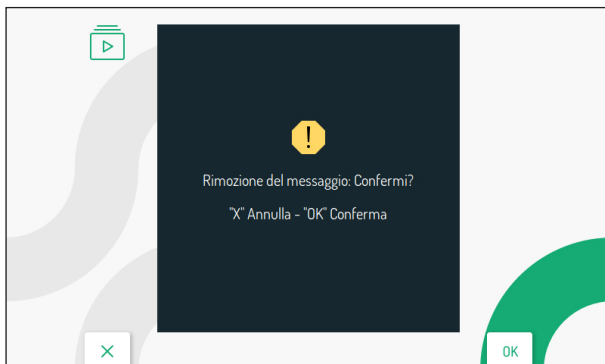 !
Rimozione del messaggio: Confermi?
"X" Annulla - "OK" Conferma
OK